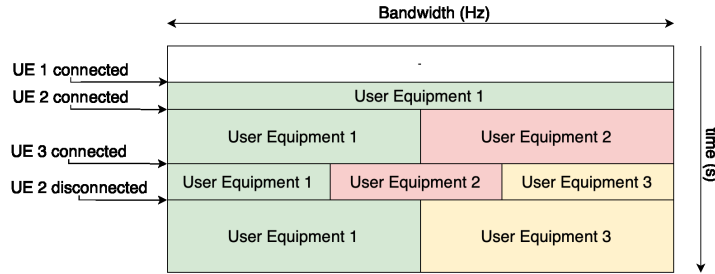 Bandwidth (Hz)
-
UE 1 connected
UE 2 connected
User Equipment 1
User Equipment 1
User Equipment 2
UE 3 connected
User Equipment 1
User Equipment 2
User Equipment 3
UE 2 disconnected
User Equipment 1
User Equipment 3
time (s)